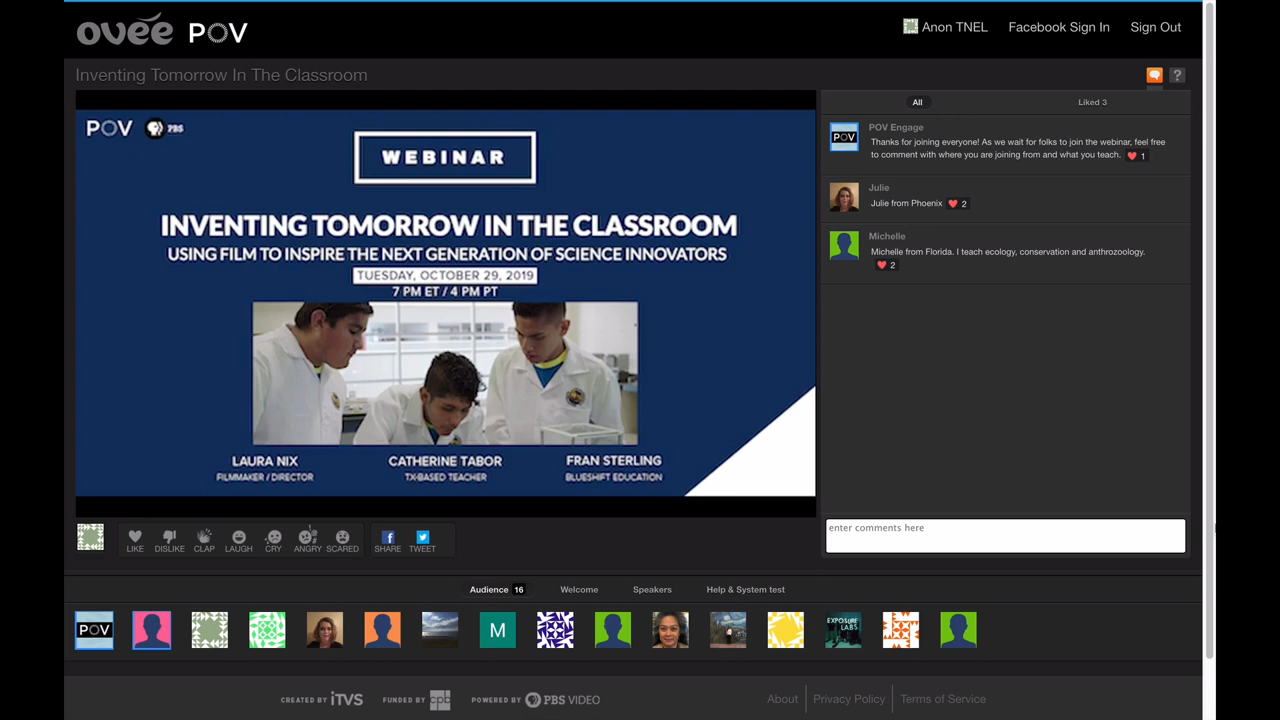 ovee POV
Anon TNEL Facebook Sign In Sign Out
Inventing Tomorrow In The Classroom
?
POV PBS
WEBINAR
INVENTING TOMORROW IN THE CLASSROOM
USING FILM TO INSPIRE THE NEXT GENERATION OF SCIENCE INNOVATORS
TUESDAY, OCTOBER 29, 2019
7 PM ET / 4 PM PT
LAURA NIX CATHERINE TABOR FRAN STERLING
FILMMAKER / DIRECTOR TX-BASED TEACHER BLUESHIFT EDUCATION
All Liked 3
POV
POV Engage
Thanks for joining everyone! As we wait for folks to join the webinar, feel free
to comment with where you are joining from and what you teach. 1
Julie
Julie from Phoenix 2
Michelle
Michelle from Florida. I teach ecology, conservation and anthrozoology.
2
enter comments here
LIKE DISLIKE CLAP LAUGH CRY ANGRY SCARED SHARE TWEET
Audience 16 Welcome Speakers Help & System test
POV M EXPOSURE
LABS
CREATED BY iTVS FUNDED BY cpb POWERED BY PBS VIDEO About Privacy Policy Terms of Service